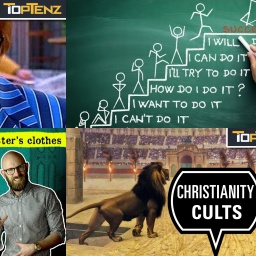 TopTenz
I WILL
I CAN DO IT
I'LL TRY TO DO IT
HOW DO I DO IT ?
I WANT TO DO IT
I CAN'T DO IT
ster's clothes
TOP
CHRISTIANITY
CULTS